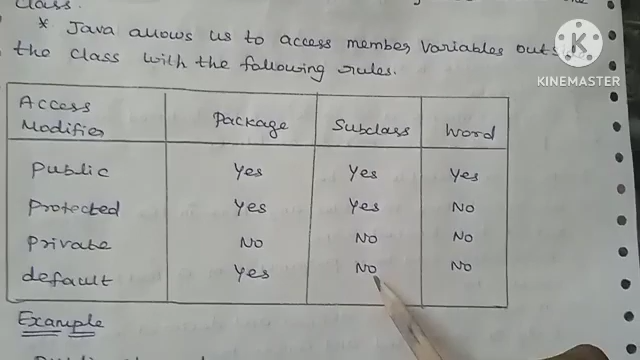 class.
* Java allows us to access member variables outside
the class with the following rules.
Access
Modifier
Package
Subclass
Word
Public
Yes
Yes
Yes
Protected
Yes
Yes
No
Private
No
No
No
default
Yes
No
No
Example
KINEMASTER